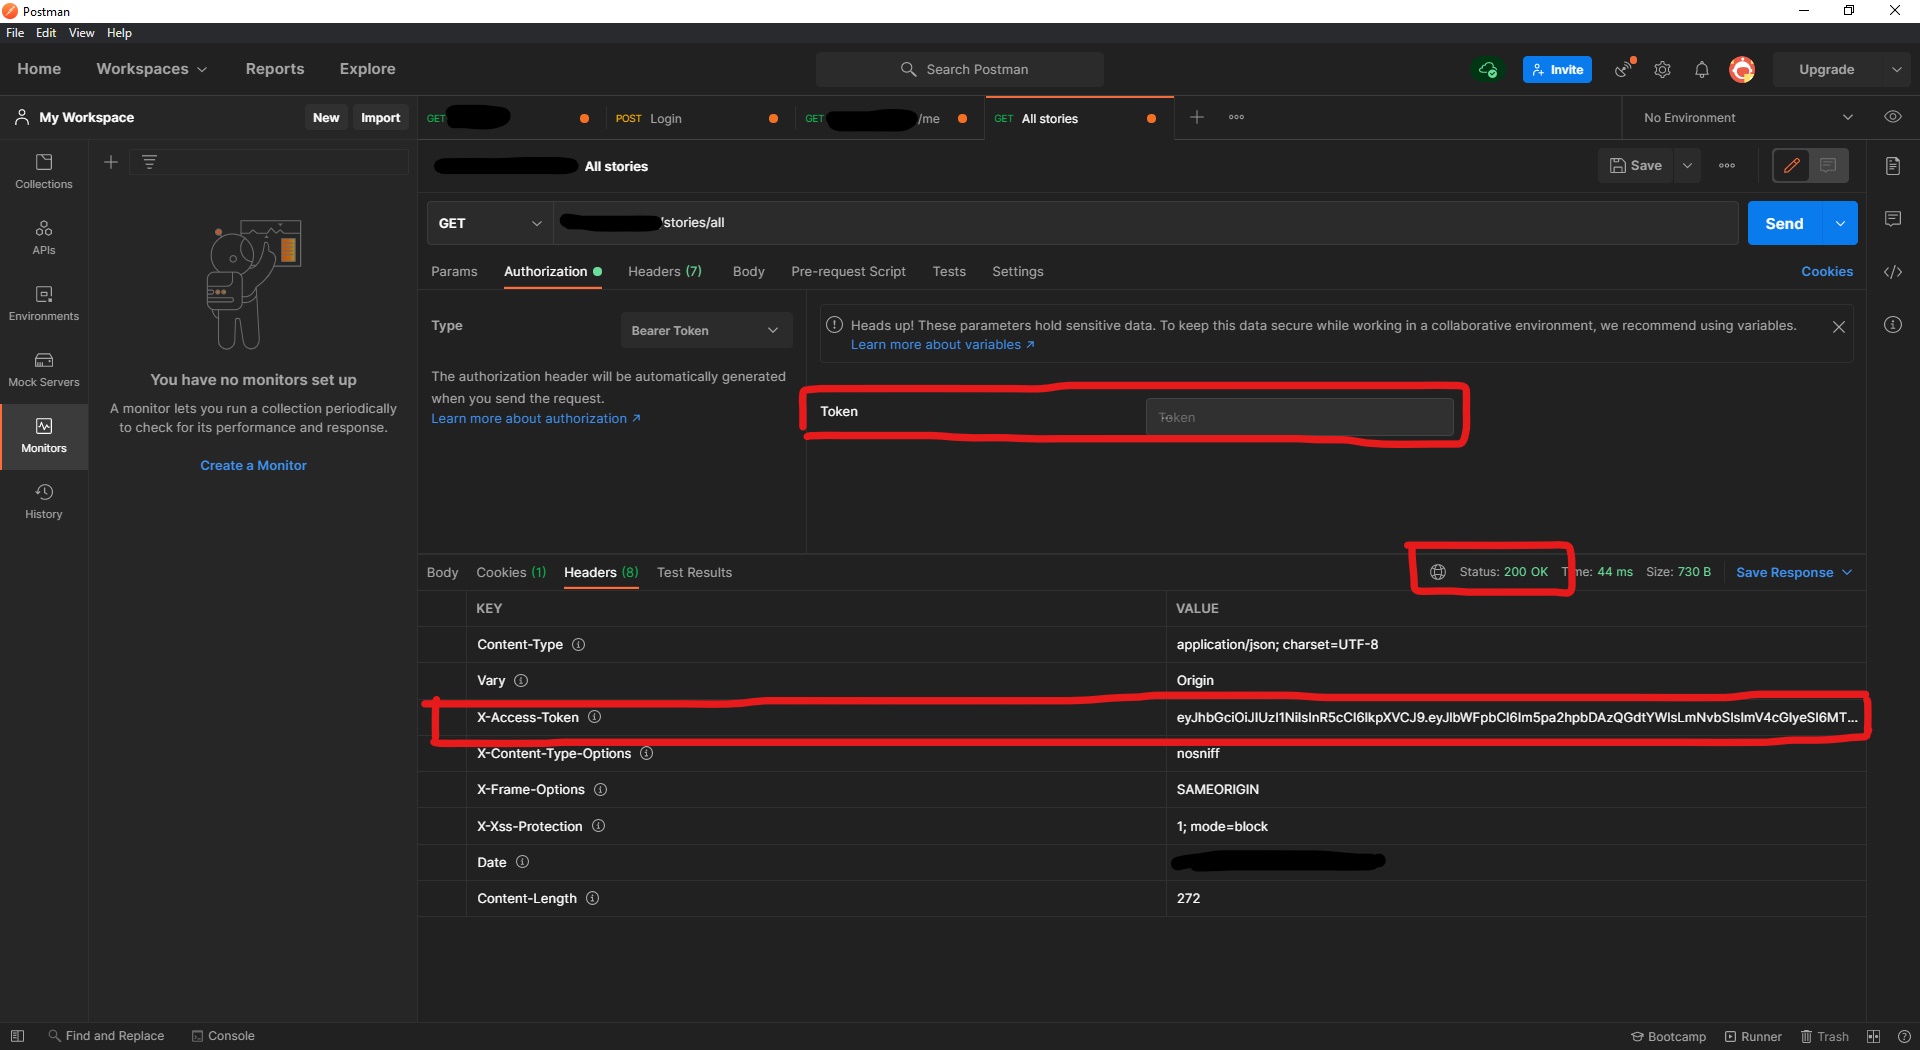 Postman
File Edit View Help
Home Workspaces Reports Explore
Search Postman
Invite
Upgrade
My Workspace New Import
GET
POST Login
GET /me
GET All stories
No Environment
Collections
APIs
Environments
Mock Servers
Monitors
History
You have no monitors set up
A monitor lets you run a collection periodically
to check for its performance and response.
Create a Monitor
All stories
Save
GET /stories/all
Send
Params Authorization Headers (7) Body Pre-request Script Tests Settings
Cookies
Type Bearer Token
The authorization header will be automatically generated
when you send the request.
Learn more about authorization
Heads up! These parameters hold sensitive data. To keep this data secure while working in a collaborative environment, we recommend using variables.
Learn more about variables
Token Token
Body Cookies (1) Headers (8) Test Results
Status: 200 OK Time: 44 ms Size: 730 B Save Response
KEY VALUE
Content-Type application/json; charset=UTF-8
Vary Origin
X-Access-Token
X-Content-Type-Options nosniff
X-Frame-Options SAMEORIGIN
X-Xss-Protection 1; mode=block
Date
Content-Length 272
Find and Replace Console
Bootcamp Runner Trash